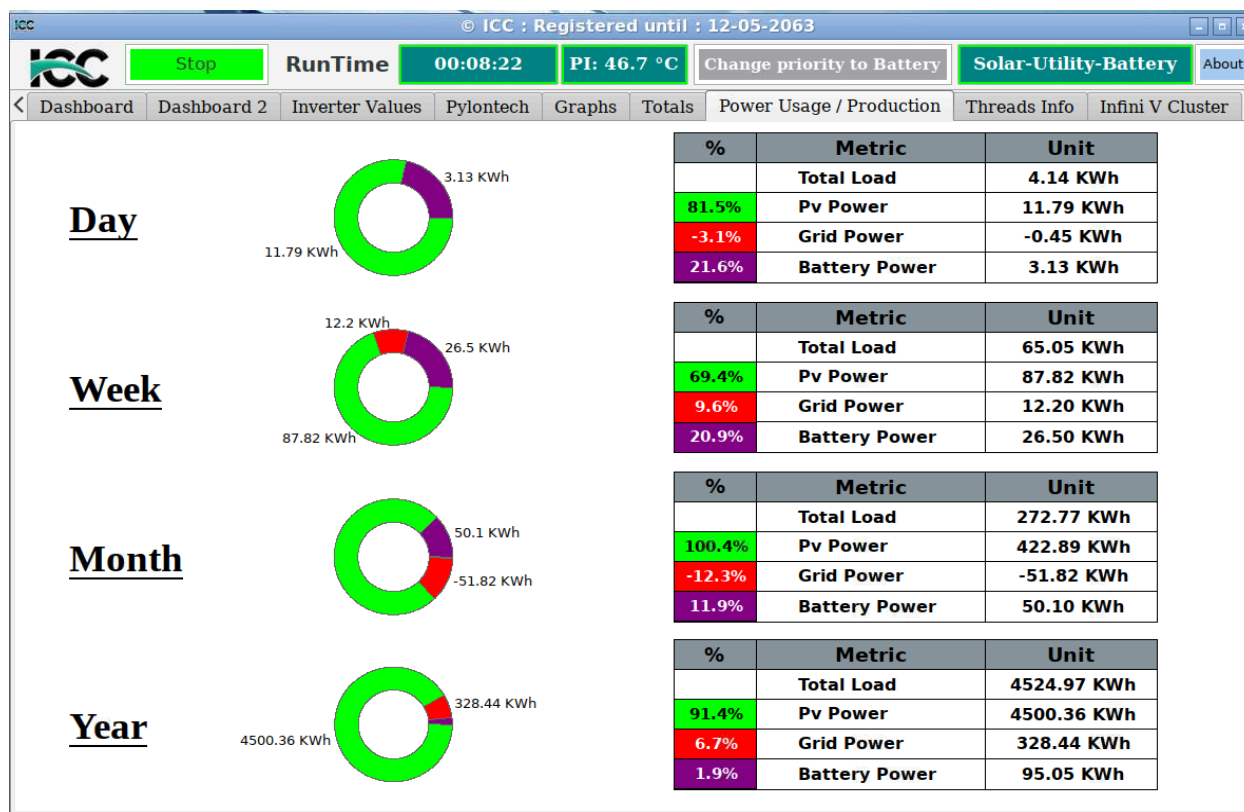 ICC © ICC : Registered until : 12-05-2063
ICC Stop RunTime 00:08:22 PI: 46.7 °C Change priority to Battery Solar-Utility-Battery About
Dashboard Dashboard 2 Inverter Values Pylontech Graphs Totals Power Usage / Production Threads Info Infini V Cluster
Day
3.13 KWh
11.79 KWh
% Metric Unit
Total Load 4.14 KWh
81.5% Pv Power 11.79 KWh
-3.1% Grid Power -0.45 KWh
21.6% Battery Power 3.13 KWh
Week
12.2 KWh
26.5 KWh
87.82 KWh
% Metric Unit
Total Load 65.05 KWh
69.4% Pv Power 87.82 KWh
9.6% Grid Power 12.20 KWh
20.9% Battery Power 26.50 KWh
Month
50.1 KWh
-51.82 KWh
% Metric Unit
Total Load 272.77 KWh
100.4% Pv Power 422.89 KWh
-12.3% Grid Power -51.82 KWh
11.9% Battery Power 50.10 KWh
Year
328.44 KWh
4500.36 KWh
% Metric Unit
Total Load 4524.97 KWh
91.4% Pv Power 4500.36 KWh
6.7% Grid Power 328.44 KWh
1.9% Battery Power 95.05 KWh